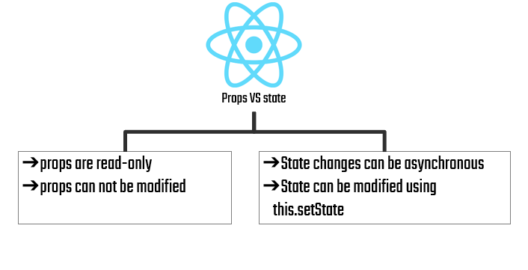 Props VS state
➔props are read-only
➔props can not be modified
➔State changes can be asynchronous
➔State can be modified using
this.setState